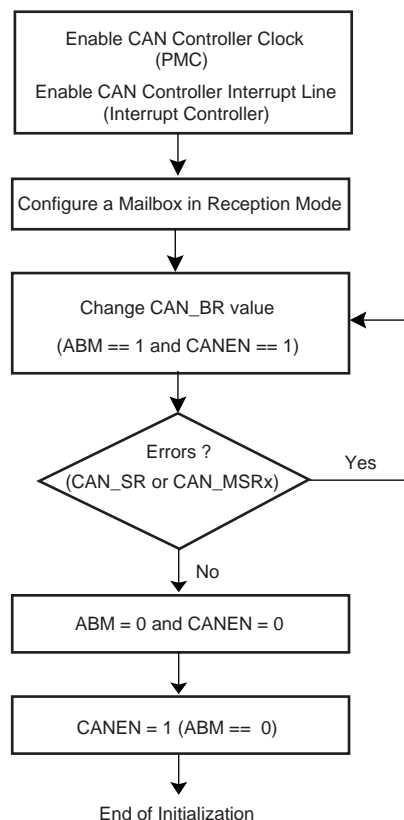 Enable CAN Controller Clock
(PMC)
Enable CAN Controller Interrupt Line
(Interrupt Controller)
Configure a Mailbox in Reception Mode
Change CAN_BR value
(ABM == 1 and CANEN == 1)
Errors ?
(CAN_SR or CAN_MSRx)
Yes
No
ABM = 0 and CANEN = 0
CANEN = 1 (ABM == 0)
End of Initialization